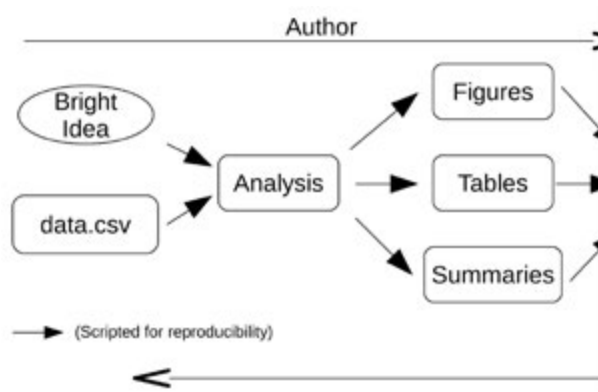 Author
Bright
Idea
Figures
Analysis
Tables
data.csv
Summaries
(Scripted for reproducibility)